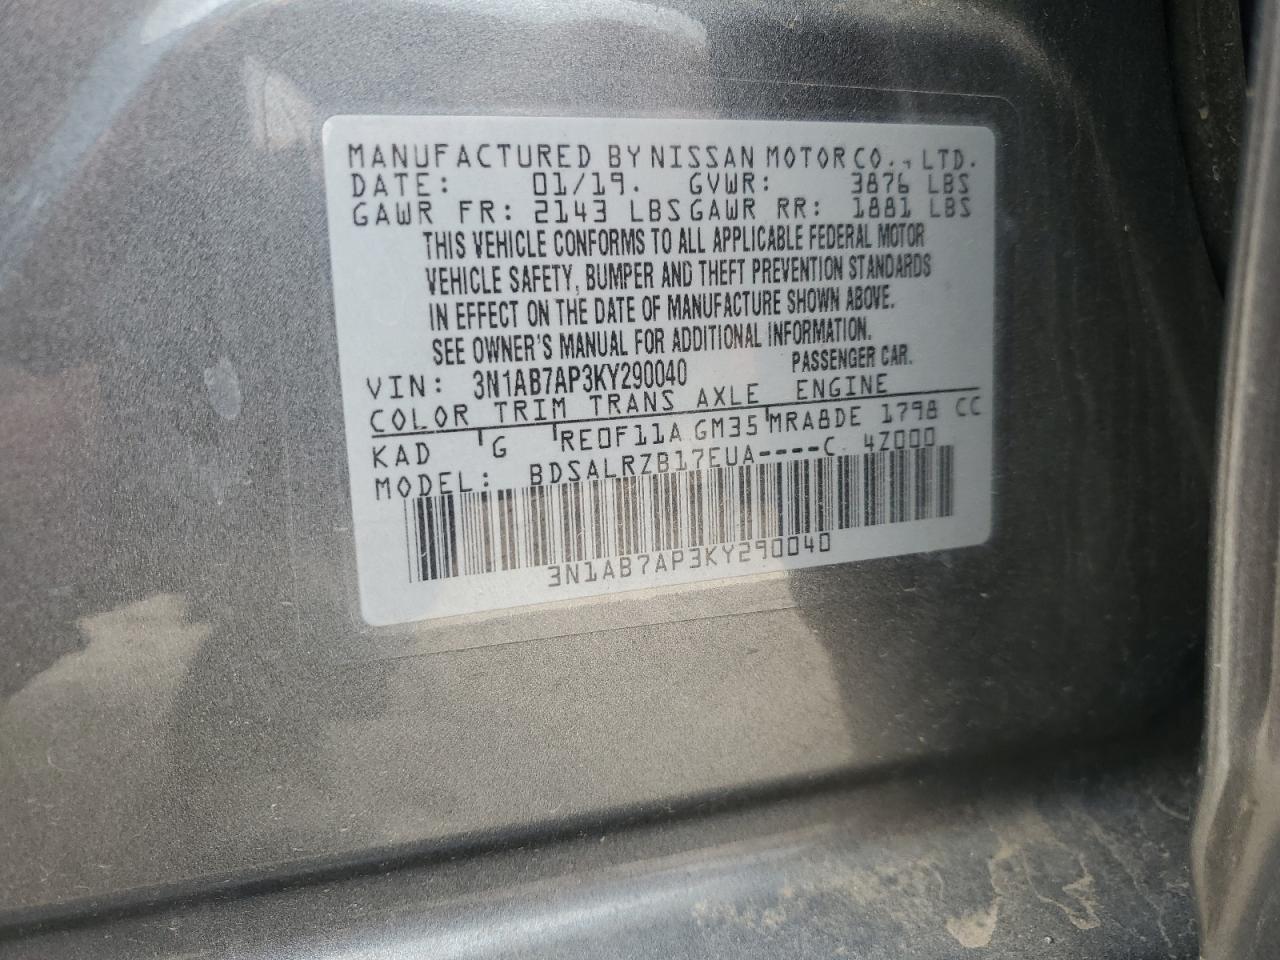 MANUFACTURED BY NISSAN MOTOR CO., LTD.
DATE: 01/19. GVWR: 3876 LBS
GAWR FR: 2143 LBS GAWR RR: 1881 LBS
THIS VEHICLE CONFORMS TO ALL APPLICABLE FEDERAL MOTOR
VEHICLE SAFETY, BUMPER AND THEFT PREVENTION STANDARDS
IN EFFECT ON THE DATE OF MANUFACTURE SHOWN ABOVE.
SEE OWNER'S MANUAL FOR ADDITIONAL INFORMATION.
VIN: 3N1AB7AP3KY290040 PASSENGER CAR.
COLOR TRIM TRANS AXLE ENGINE
KAD G RE0F11A GM35 MRA8DE 1798 CC
MODEL: BDSALRZB17EUA----C 4Z000
3N1AB7AP3KY290040